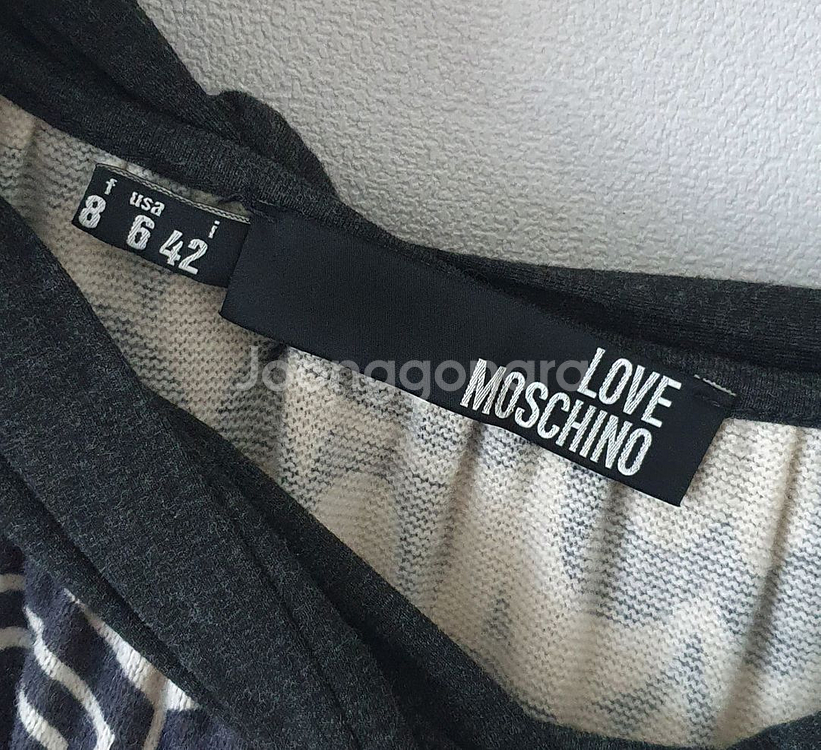 f usa i
8 6 42
LOVE
MOSCHINO
Joonggonara